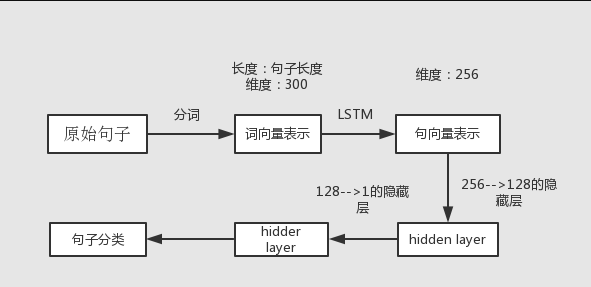 长度：句子长度
维度：300
维度：256
原始句子
分词
词向量表示
LSTM
句向量表示
256-->128的隐
藏层
128-->1的隐藏
层
句子分类
hidder
layer
hidden layer